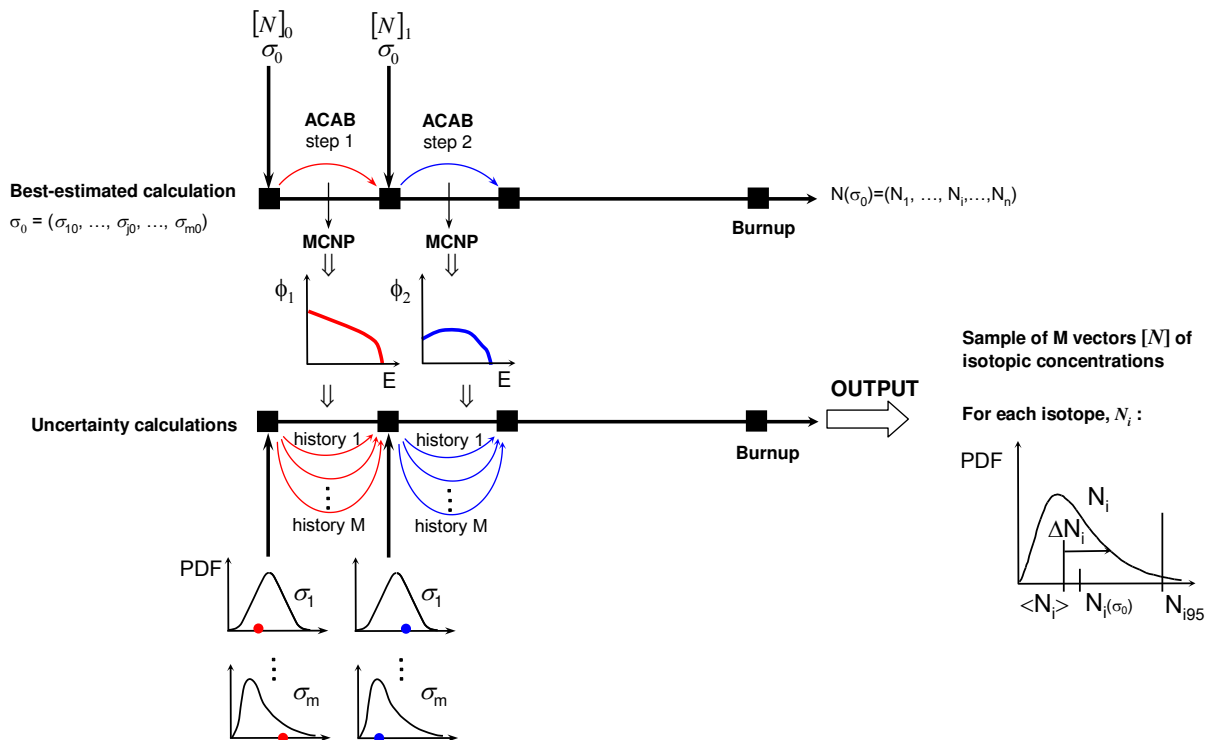 [N]₀
σ₀
[N]₁
σ₀
ACAB
step 1
ACAB
step 2
Best-estimated calculation
σ₀ = (σ₁₀, …, σⱼ₀, …, σₘ₀)
N(σ₀)=(N₁, …, Nᵢ,…,Nₙ)
Burnup
MCNP
MCNP
⇓
⇓
ϕ₁
E
ϕ₂
E
⇓
⇓
Uncertainty calculations
history 1
⋮
history M
history 1
⋮
history M
Burnup
OUTPUT
Sample of M vectors [N] of
isotopic concentrations
For each isotope, Nᵢ :
PDF
Nᵢ
ΔNᵢ
<Nᵢ>
Nᵢ(σ₀)
Nᵢ₉₅
PDF
σ₁
σ₁
⋮
⋮
σₘ
σₘ